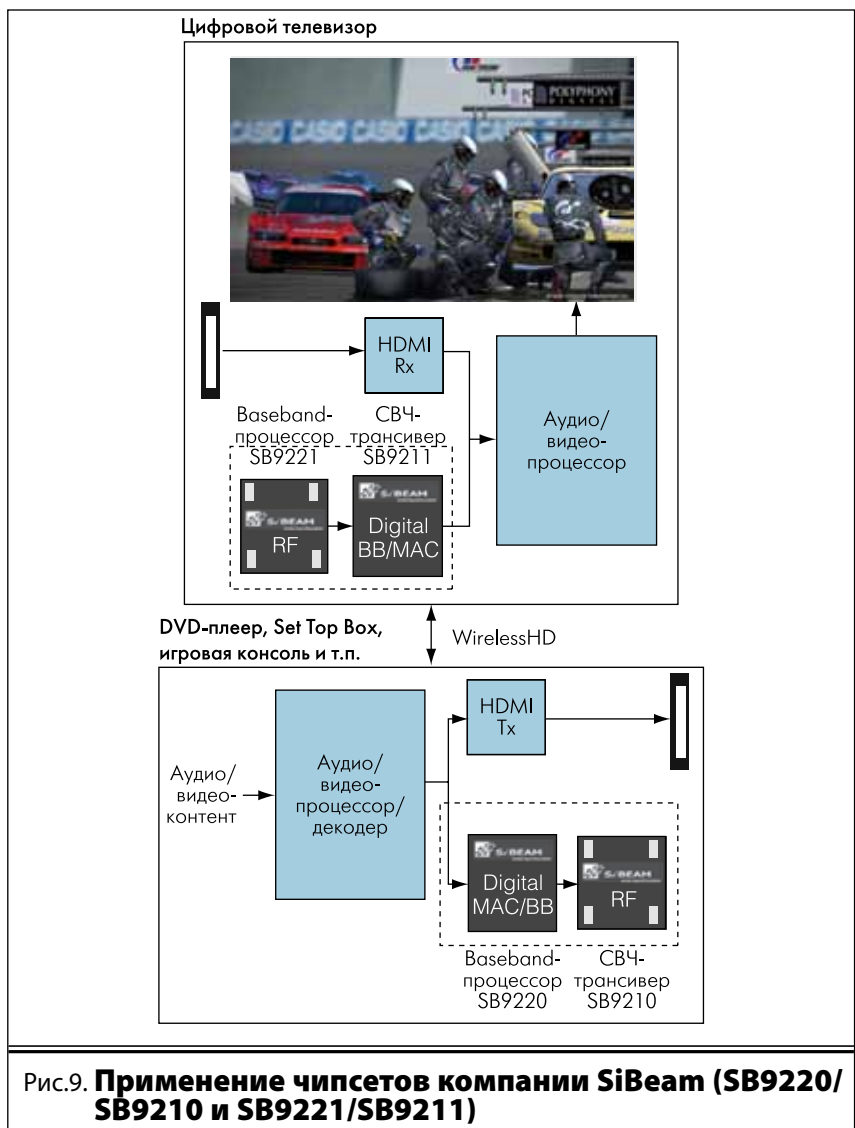 Цифровой телевизор
POLYPHONY
DIGITAL
CASIO CASIO CASIO CASIO
HDMI
Rx
Аудио/
видео-
процессор
Baseband-
процессор
SB9221
СВЧ-
трансивер
SB9211
SiBEAM
RF
SiBEAM
Digital
BB/MAC
DVD-плеер, Set Top Box,
игровая консоль и т.п.
WirelessHD
HDMI
Tx
Аудио/
видео-
контент
Аудио/
видео-
процессор/
декодер
SiBEAM
Digital
MAC/BB
SiBEAM
RF
Baseband-
процессор
SB9220
СВЧ-
трансивер
SB9210
Рис.9. Применение чипсетов компании SiBeam (SB9220/
SB9210 и SB9221/SB9211)